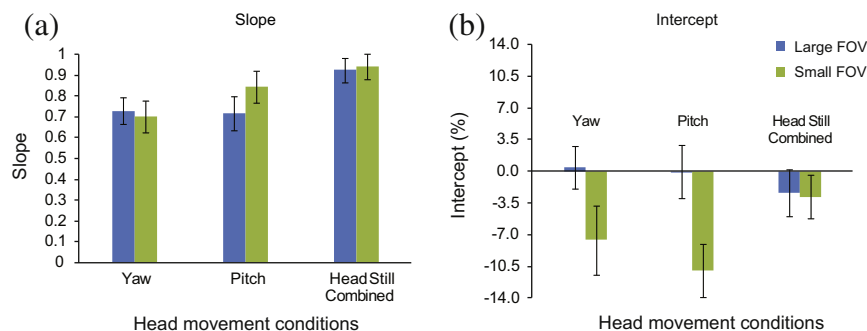 (a)
Slope
Slope
1
0.9
0.8
0.7
0.6
0.5
0.4
0.3
0.2
0.1
0
Yaw
Pitch
Head Still
Combined
Head movement conditions
(b)
Intercept
Large FOV
Small FOV
Intercept (%)
14.0
10.5
7.0
3.5
0.0
-3.5
-7.0
-10.5
-14.0
Yaw
Pitch
Head Still
Combined
Head movement conditions